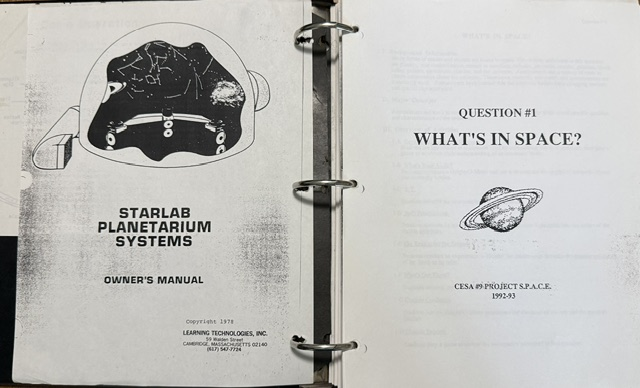 STARLAB
PLANETARIUM
SYSTEMS
OWNER'S MANUAL
Copyright 1978
LEARNING TECHNOLOGIES, INC.
59 Walden Street
CAMBRIDGE, MASSACHUSETTS 02140
(617) 547-7724
QUESTION #1
WHAT'S IN SPACE?
CESA #9 PROJECT S.P.A.C.E.
1992-93